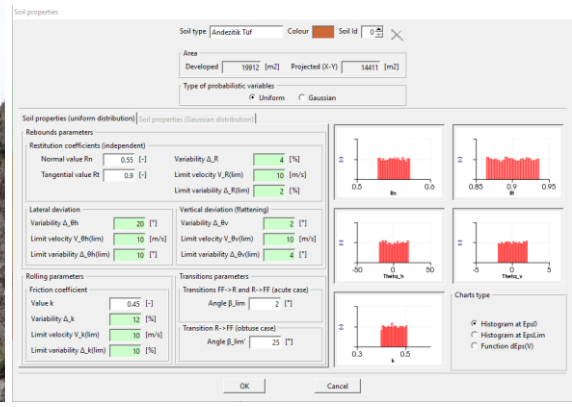 Soil properties
Soil type Andezitik Tüf Colour Soil Id 0
Area
Developed 19912 [m2] Projected (X-Y) 14411 [m2]
Type of probabilistic variables
Uniform Gaussian
Soil properties (uniform distribution) Soil properties (Gaussian distribution)
Rebounds parameters
Restitution coefficients (independent)
Normal value Rn 0.55 [-] Variability Δ_R 4 [%]
Tangential value Rt 0.9 [-] Limit velocity V_R(lim) 10 [m/s]
Limit variability Δ_R(lim) 2 [%]
Lateral deviation
Variability Δ_θh 20 [°]
Limit velocity V_θh(lim) 10 [m/s]
Limit variability Δ_θh(lim) 10 [°]
Vertical deviation (flattening)
Variability Δ_θv 2 [°]
Limit velocity V_θv(lim) 10 [m/s]
Limit variability Δ_θv(lim) 4 [°]
Rolling parameters
Friction coefficient
Value k 0.45 [-]
Variability Δ_k 12 [%]
Limit velocity V_k(lim) 10 [m/s]
Limit variability Δ_k(lim) 10 [%]
Transitions parameters
Transitions FF->R and R->FF (acute case)
Angle β_lim 2 [°]
Transition R->FF (obtuse case)
Angle β_lim' 25 [°]
0.5 0.6
Rn
0.85 0.9 0.95
Rt
-50 0 50
Theta_h
-5 0 5
Theta_v
0.3 0.5
k
Charts type
Histogram at Eps0
Histogram at EpsLim
Function dEps(V)
OK Cancel